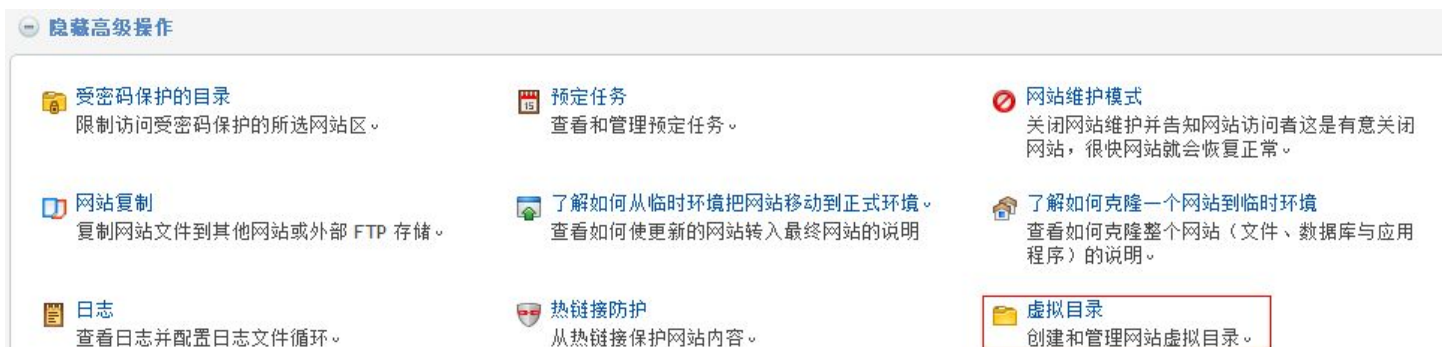 隐藏高级操作
受密码保护的目录
限制访问受密码保护的所选网站区。
预定任务
查看和管理预定任务。
网站维护模式
关闭网站维护并告知网站访问者这是有意关闭
网站，很快网站就会恢复正常。
网站复制
复制网站文件到其他网站或外部 FTP 存储。
了解如何从临时环境把网站移动到正式环境。
查看如何使更新的网站转入最终网站的说明
了解如何克隆一个网站到临时环境
查看如何克隆整个网站（文件、数据库与应用
程序）的说明。
日志
查看日志并配置日志文件循环。
热链接防护
从热链接保护网站内容。
虚拟目录
创建和管理网站虚拟目录。